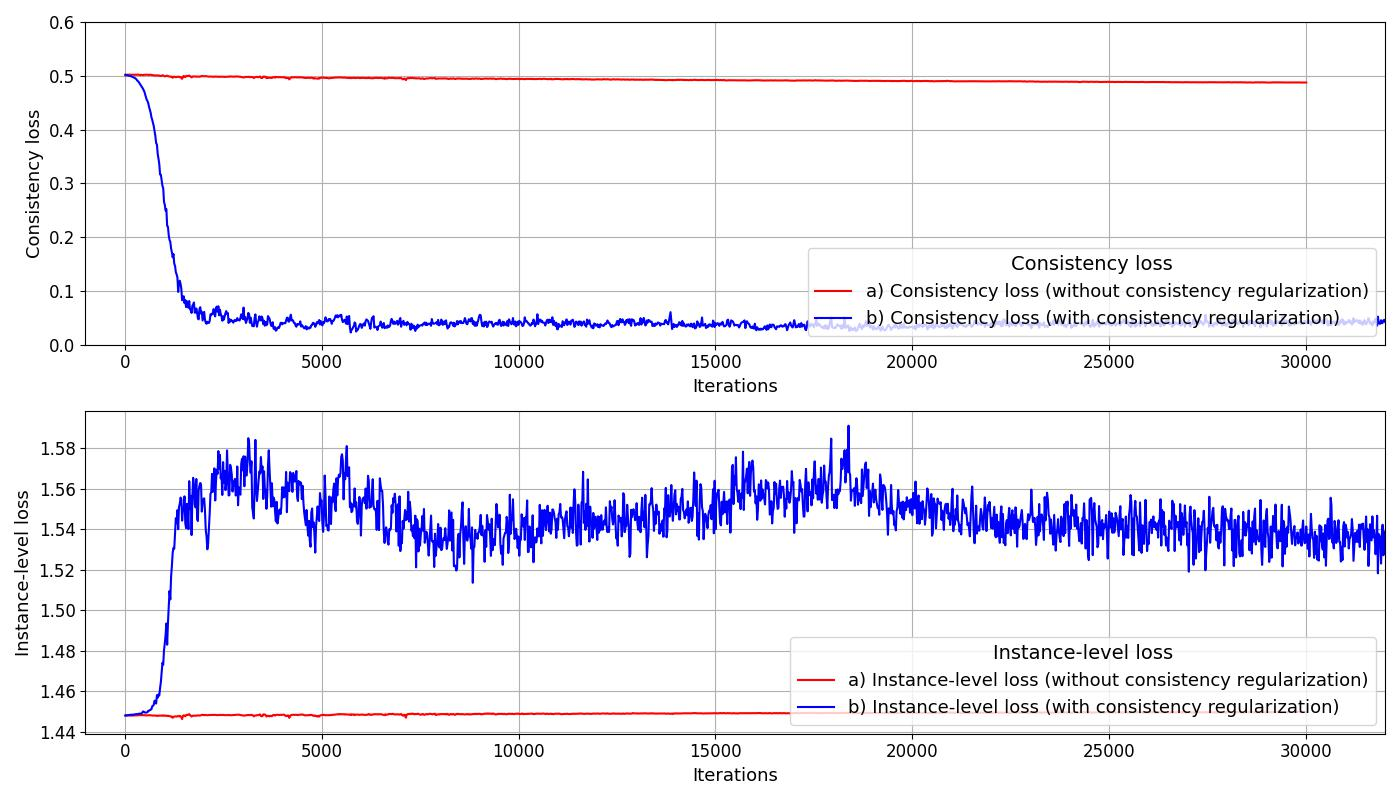 0.6
0.5
0.4
0.3
0.2
0.1
0.0
Consistency loss
Consistency loss
a) Consistency loss (without consistency regularization)
b) Consistency loss (with consistency regularization)
0 5000 10000 15000 20000 25000 30000
Iterations
1.58
1.56
1.54
1.52
1.50
1.48
1.46
1.44
Instance-level loss
Instance-level loss
a) Instance-level loss (without consistency regularization)
b) Instance-level loss (with consistency regularization)
0 5000 10000 15000 20000 25000 30000
Iterations